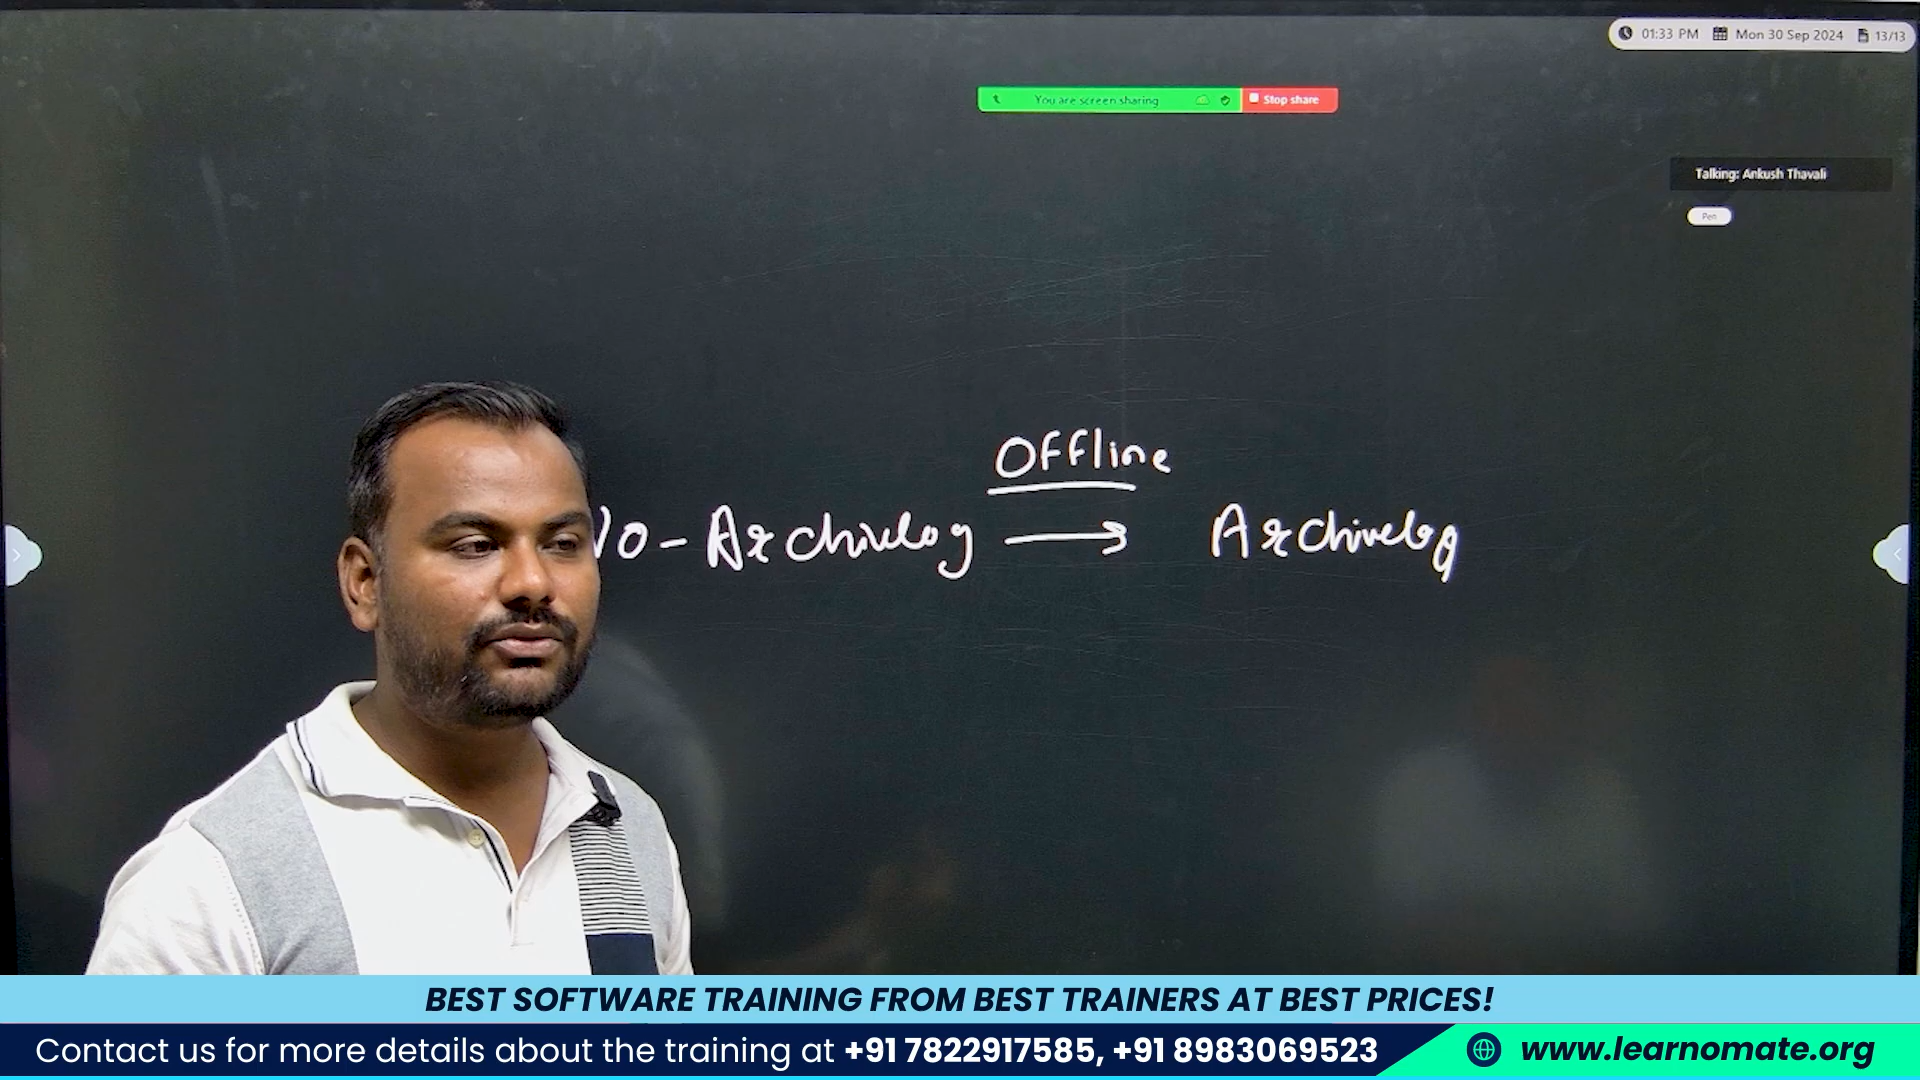 01:33 PM Mon 30 Sep 2024 13/13
You are screen sharing Stop share
Talking: Ankush Thavali
Pen
Offline
No-Archivelog → Archivelog
BEST SOFTWARE TRAINING FROM BEST TRAINERS AT BEST PRICES!
Contact us for more details about the training at +91 7822917585, +91 8983069523
www.learnomate.org